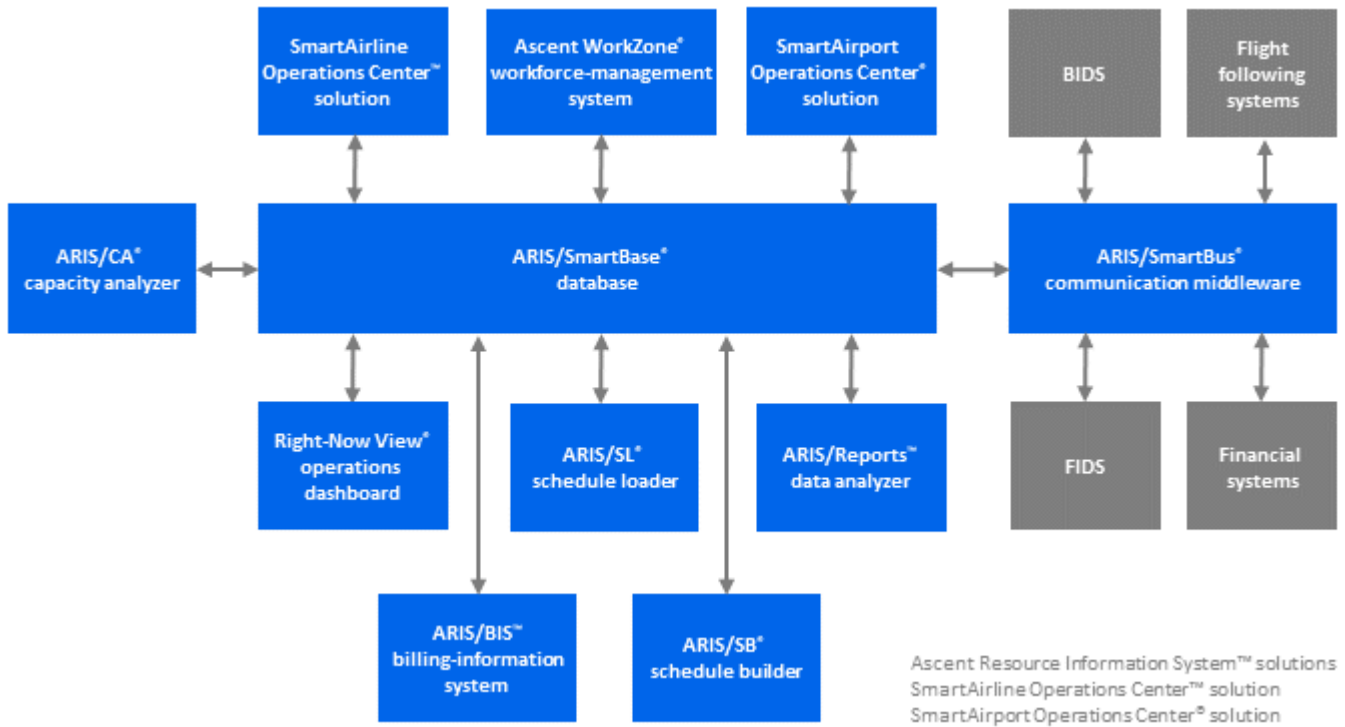 SmartAirline
Operations Center™
solution
Ascent WorkZone®
workforce-management
system
SmartAirport
Operations Center®
solution
BIDS
Flight
following
systems
ARIS/CA®
capacity analyzer
ARIS/SmartBase®
database
ARIS/SmartBus®
communication middleware
Right-Now View®
operations
dashboard
ARIS/SL®
schedule loader
ARIS/Reports™
data analyzer
FIDS
Financial
systems
ARIS/BIS™
billing-information
system
ARIS/SB®
schedule builder
Ascent Resource Information System™ solutions
SmartAirline Operations Center™ solution
SmartAirport Operations Center® solution